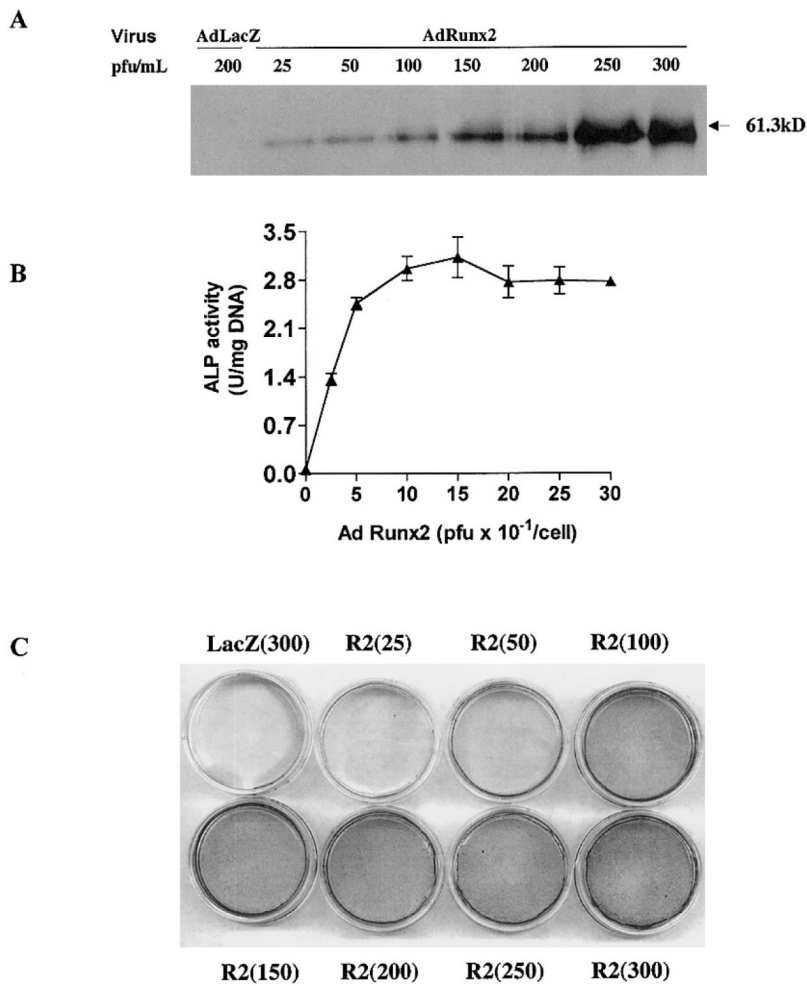 A
Virus AdLacZ AdRunx2
pfu/mL 200 25 50 100 150 200 250 300
61.3kD
B
ALP activity
(U/mg DNA)
3.5
2.8
2.1
1.4
0.7
0.0
0 5 10 15 20 25 30
Ad Runx2 (pfu x 10⁻¹/cell)
C
LacZ(300) R2(25) R2(50) R2(100)
R2(150) R2(200) R2(250) R2(300)